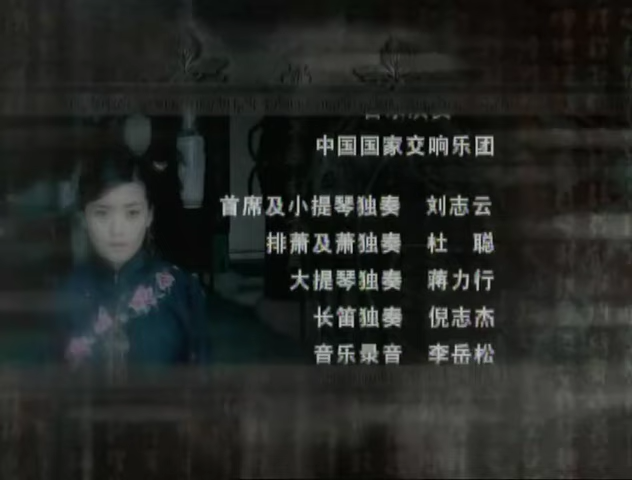 中国国家交响乐团
首席及小提琴独奏 刘志云
排萧及萧独奏 杜 聪
大提琴独奏 蒋力行
长笛独奏 倪志杰
音乐录音 李岳松